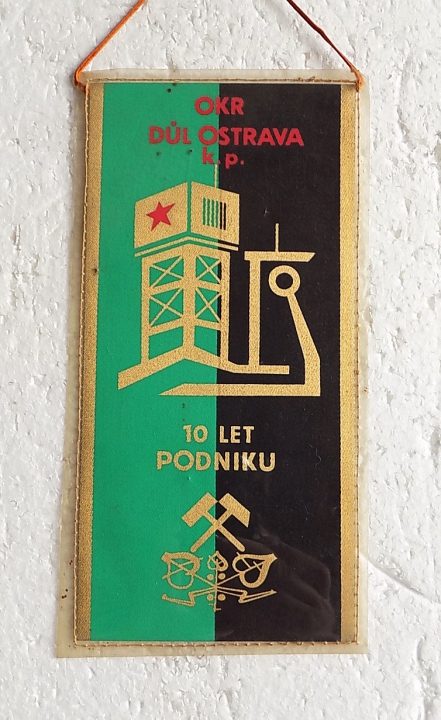 OKR
DŮL OSTRAVA
k.p.
10 LET
PODNIKU